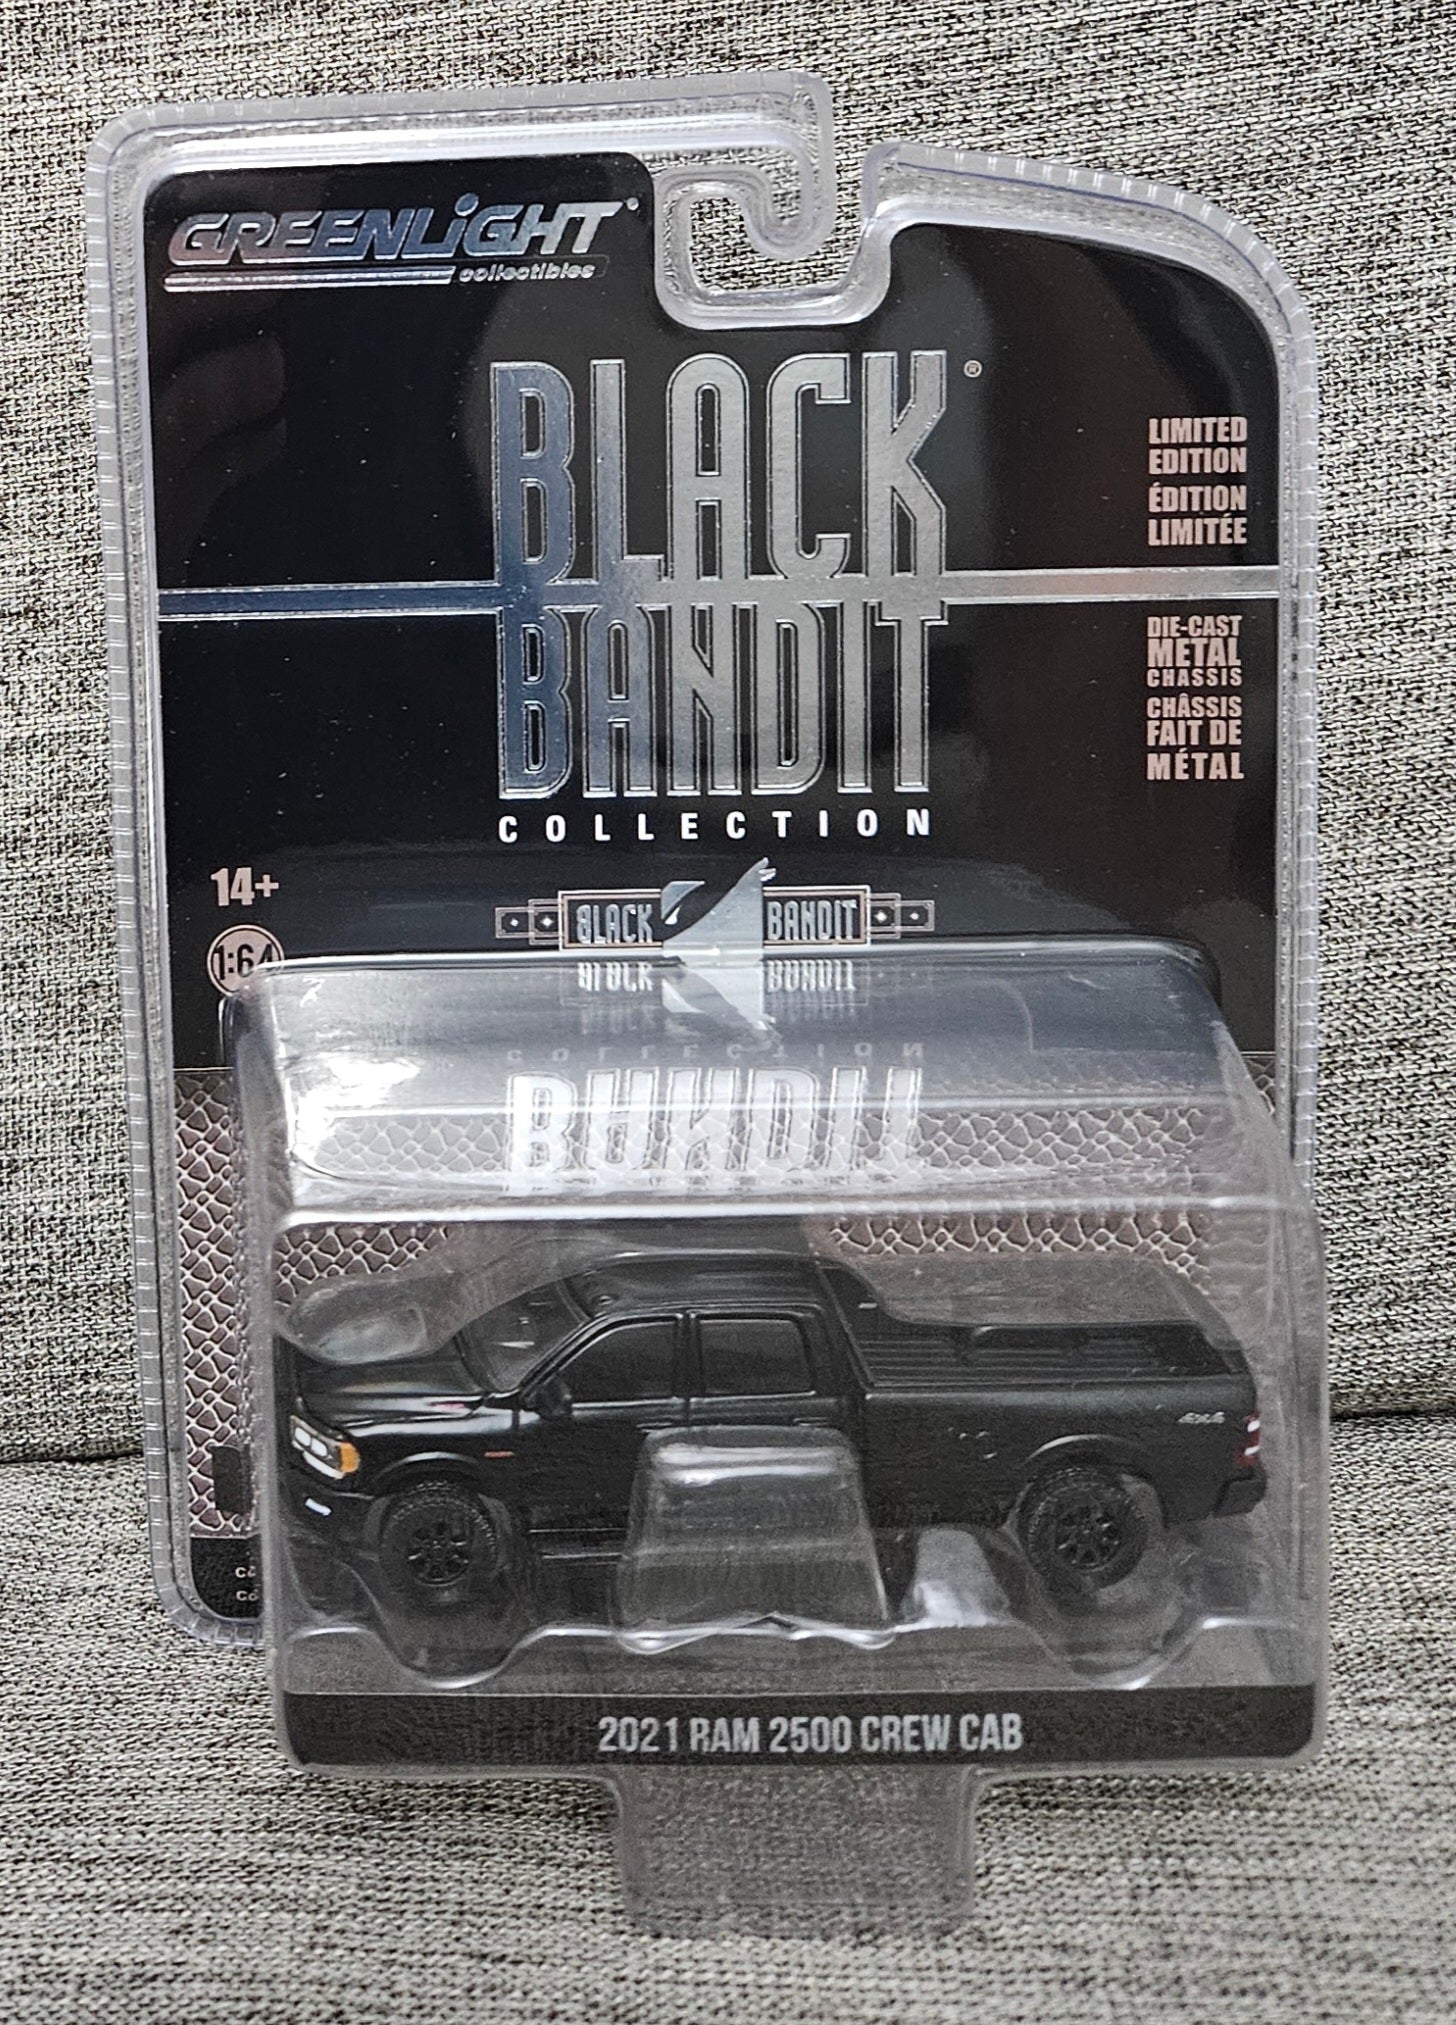 GREENLiGHT
collectibles
BLACK®
BANDIT
COLLECTION
LIMITED
EDITION
ÉDITION
LIMITÉE
DIE-CAST
METAL
CHASSIS
CHÂSSIS
FAIT DE
MÉTAL
14+
1:64
BLACK BANDIT
4X4
2021 RAM 2500 CREW CAB